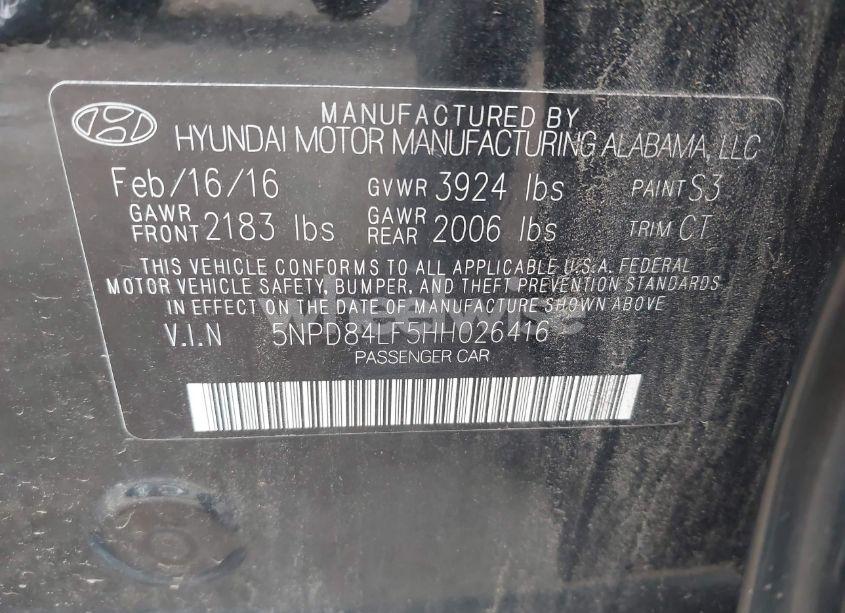 MANUFACTURED BY
HYUNDAI MOTOR MANUFACTURING ALABAMA, LLC
Feb/16/16 GVWR 3924 lbs PAINT S3
GAWR FRONT 2183 lbs GAWR REAR 2006 lbs TRIM CT
THIS VEHICLE CONFORMS TO ALL APPLICABLE U.S.A. FEDERAL
MOTOR VEHICLE SAFETY, BUMPER, AND THEFT PREVENTION STANDARDS
IN EFFECT ON THE DATE OF MANUFACTURE SHOWN ABOVE
V.I.N 5NPD84LF5HH026416
PASSENGER CAR
wheelwise